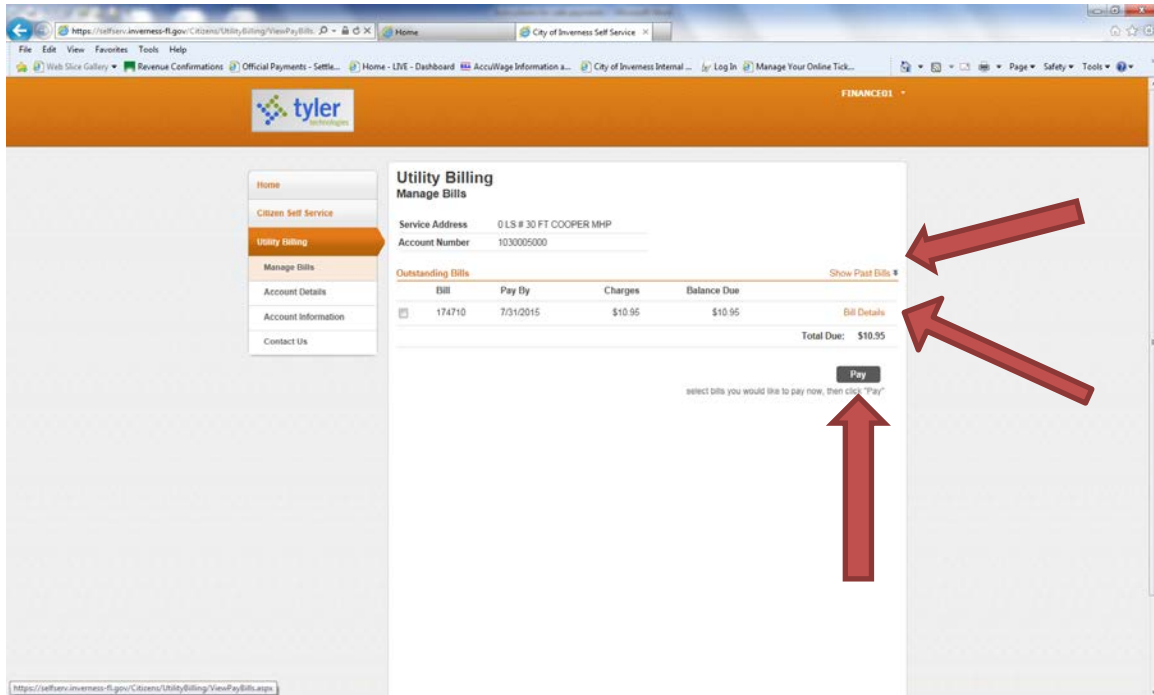 https://selfserv.inverness-fl.gov/Citizens/UtilityBilling/ViewPayBills.
Home
City of Inverness Self Service
File Edit View Favorites Tools Help
Web Slice Gallery
Revenue Confirmations
Official Payments - Settle...
Home - LIVE - Dashboard
AccuWage Information a...
City of Inverness Internal ...
Log In
Manage Your Online Tick...
Page
Safety
Tools
FINANCE01
tyler
technologies
Home
Citizen Self Service
Utility Billing
Manage Bills
Account Details
Account Information
Contact Us
Utility Billing
Manage Bills
Service Address 0 LS # 30 FT COOPER MHP
Account Number 1030005000
Outstanding Bills Show Past Bills
Bill Pay By Charges Balance Due
174710 7/31/2015 $10.95 $10.95 Bill Details
Total Due: $10.95
Pay
select bills you would like to pay now, then click "Pay"
https://selfserv.inverness-fl.gov/Citizens/UtilityBilling/ViewPayBills.aspx